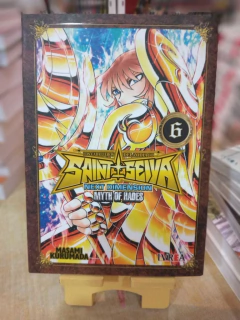 6
SAINT SEIYA
NEXT DIMENSION
MYTH OF HADES
MASAMI
KURUMADA
IVREA